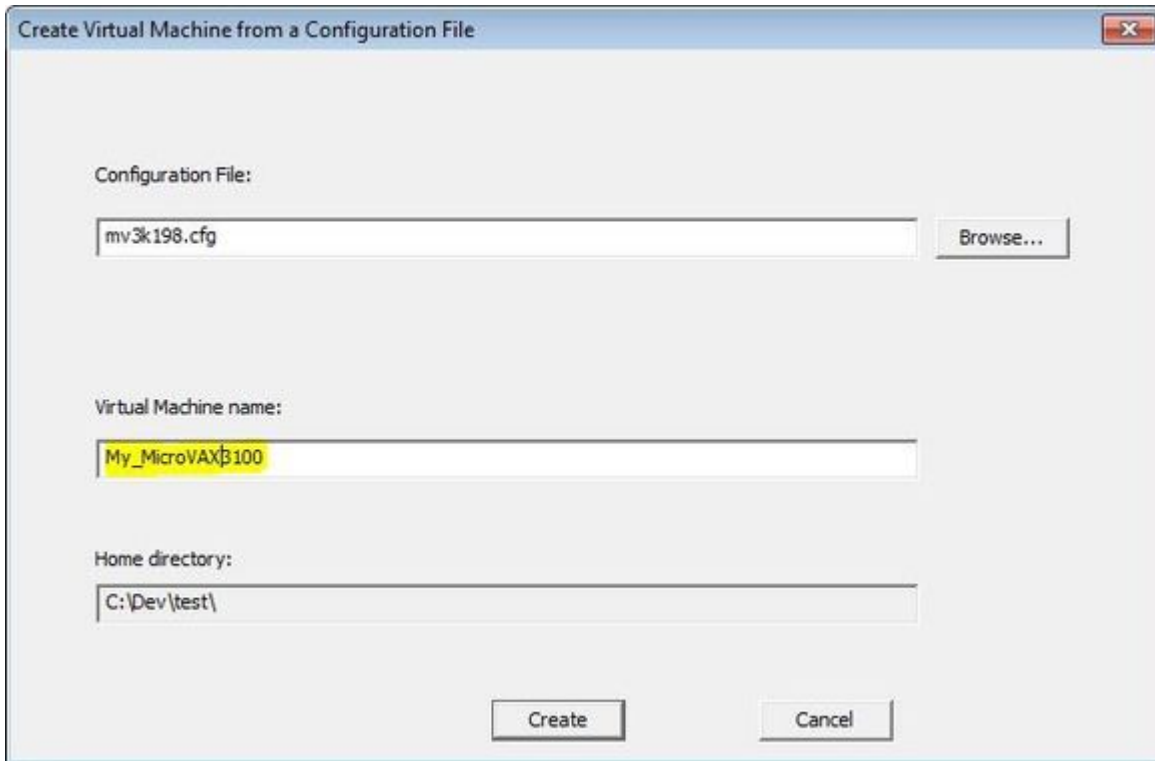 Create Virtual Machine from a Configuration File
Configuration File:
mv3k198.cfg
Browse...
Virtual Machine name:
My_MicroVAX3100
Home directory:
C:\Dev\test\
Create
Cancel